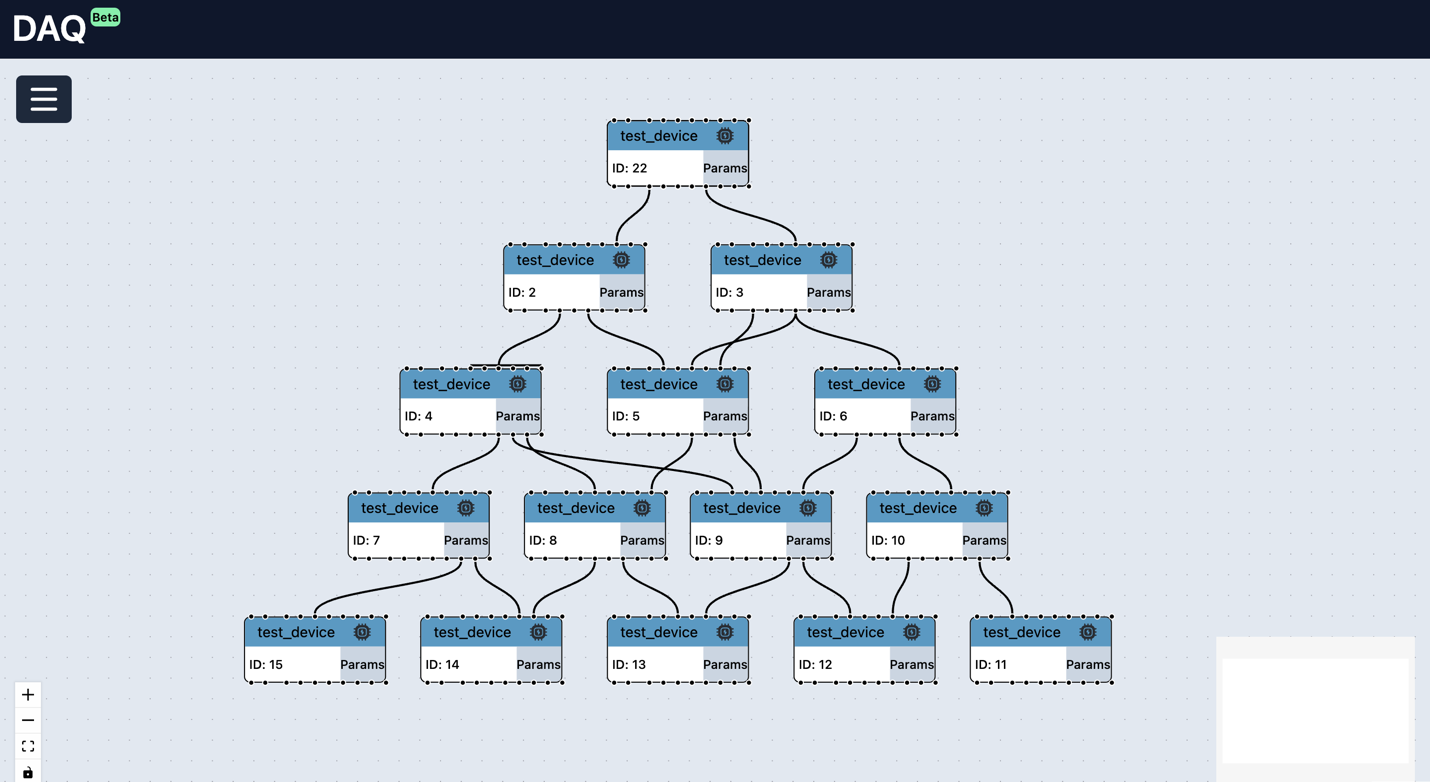 DAQ Beta
test_device
ID: 22 Params
test_device
ID: 2 Params
test_device
ID: 3 Params
test_device
ID: 4 Params
test_device
ID: 5 Params
test_device
ID: 6 Params
test_device
ID: 7 Params
test_device
ID: 8 Params
test_device
ID: 9 Params
test_device
ID: 10 Params
test_device
ID: 15 Params
test_device
ID: 14 Params
test_device
ID: 13 Params
test_device
ID: 12 Params
test_device
ID: 11 Params